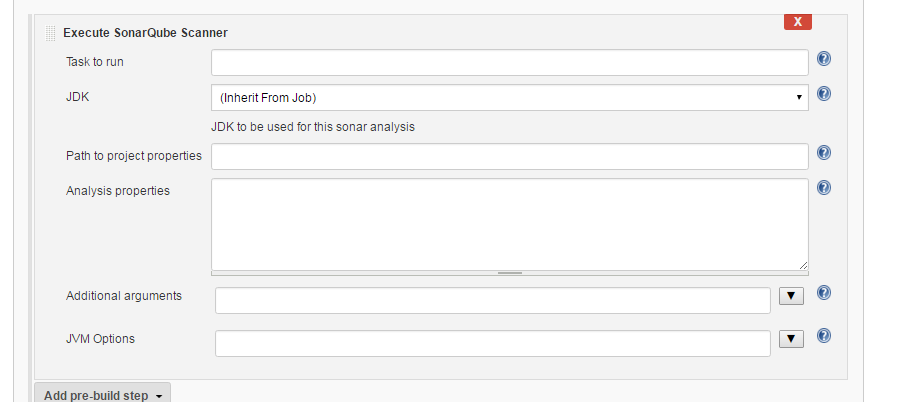 X
Execute SonarQube Scanner
Task to run
JDK
(Inherit From Job)
JDK to be used for this sonar analysis
Path to project properties
Analysis properties
Additional arguments
JVM Options
Add pre-build step